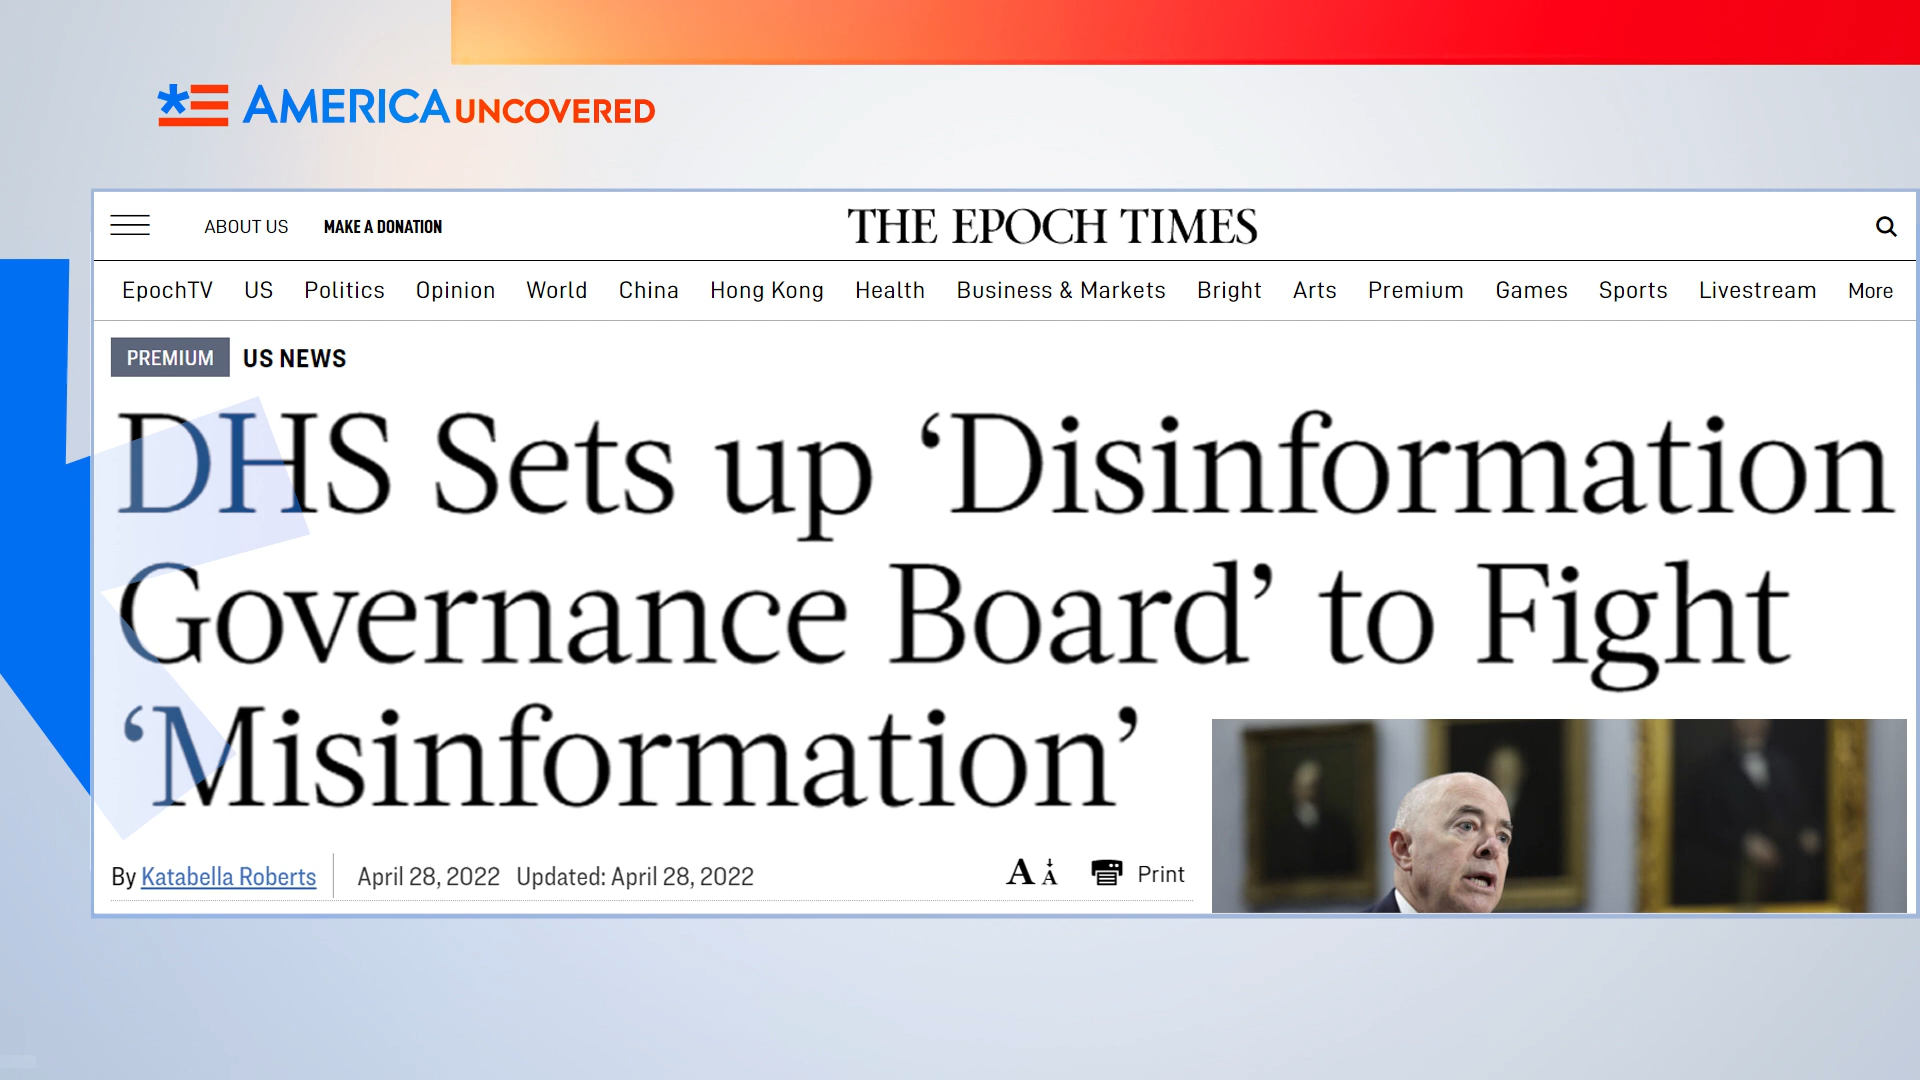 AMERICA UNCOVERED
ABOUT US MAKE A DONATION THE EPOCH TIMES
EpochTV US Politics Opinion World China Hong Kong Health Business & Markets Bright Arts Premium Games Sports Livestream More
PREMIUM US NEWS
DHS Sets up ‘Disinformation
Governance Board’ to Fight
‘Misinformation’
By Katabella Roberts April 28, 2022 Updated: April 28, 2022 A A Print